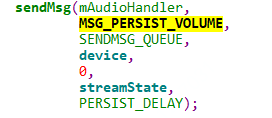 sendMsg(mAudioHandler,
MSG_PERSIST_VOLUME,
SENDMSG_QUEUE,
device,
0,
streamState,
PERSIST_DELAY);